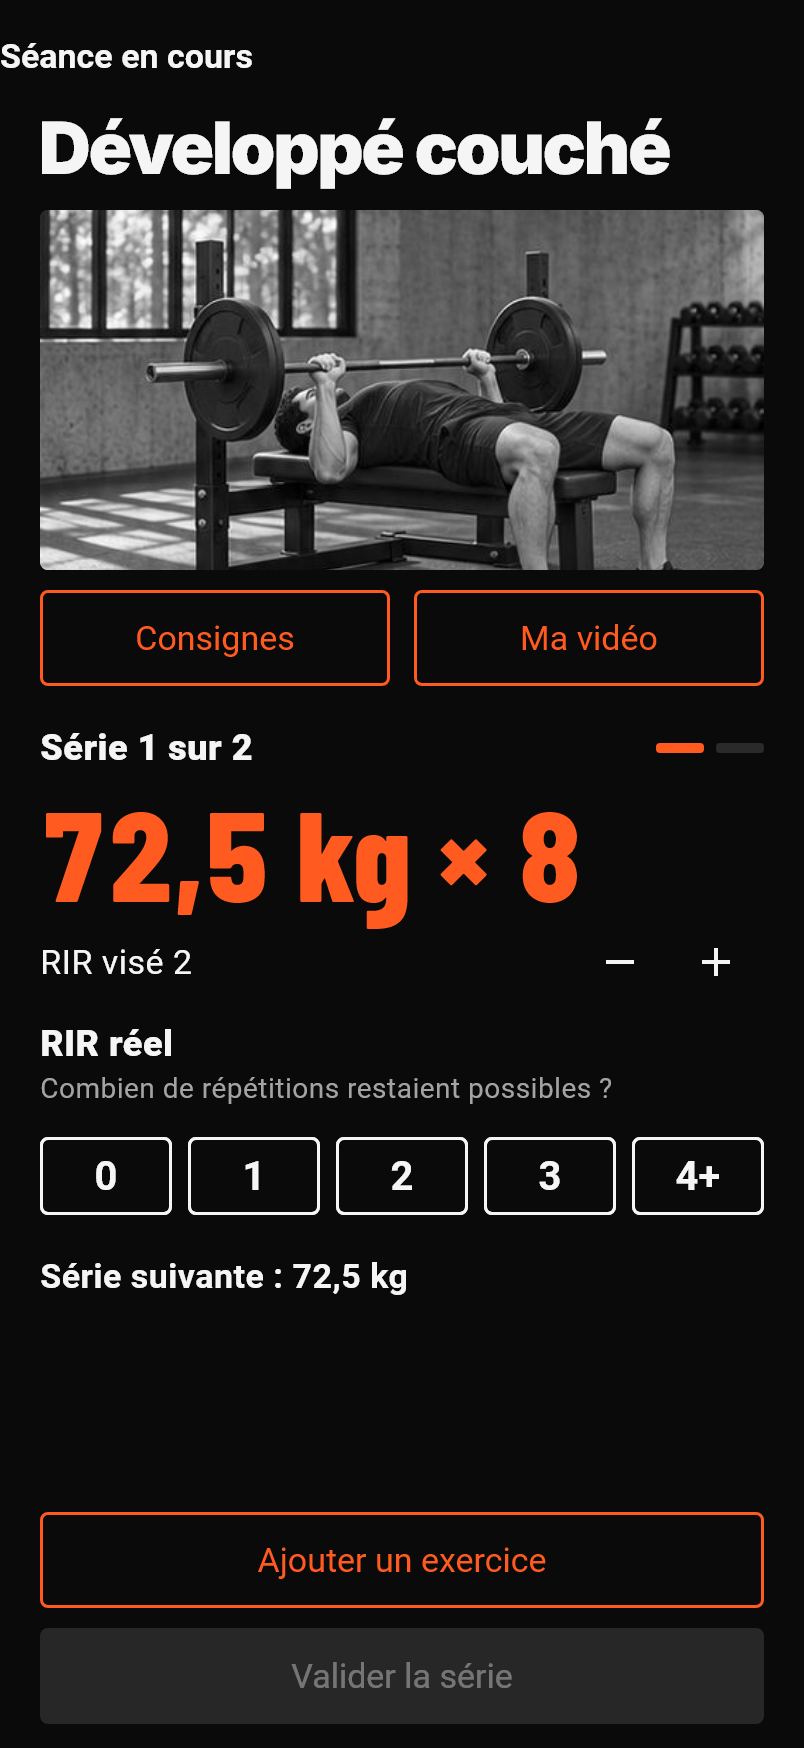 Séance en cours
Développé couché
Consignes
Ma vidéo
Série 1 sur 2
72,5 kg × 8
RIR visé 2
− +
RIR réel
Combien de répétitions restaient possibles ?
0 1 2 3 4+
Série suivante : 72,5 kg
Ajouter un exercice
Valider la série